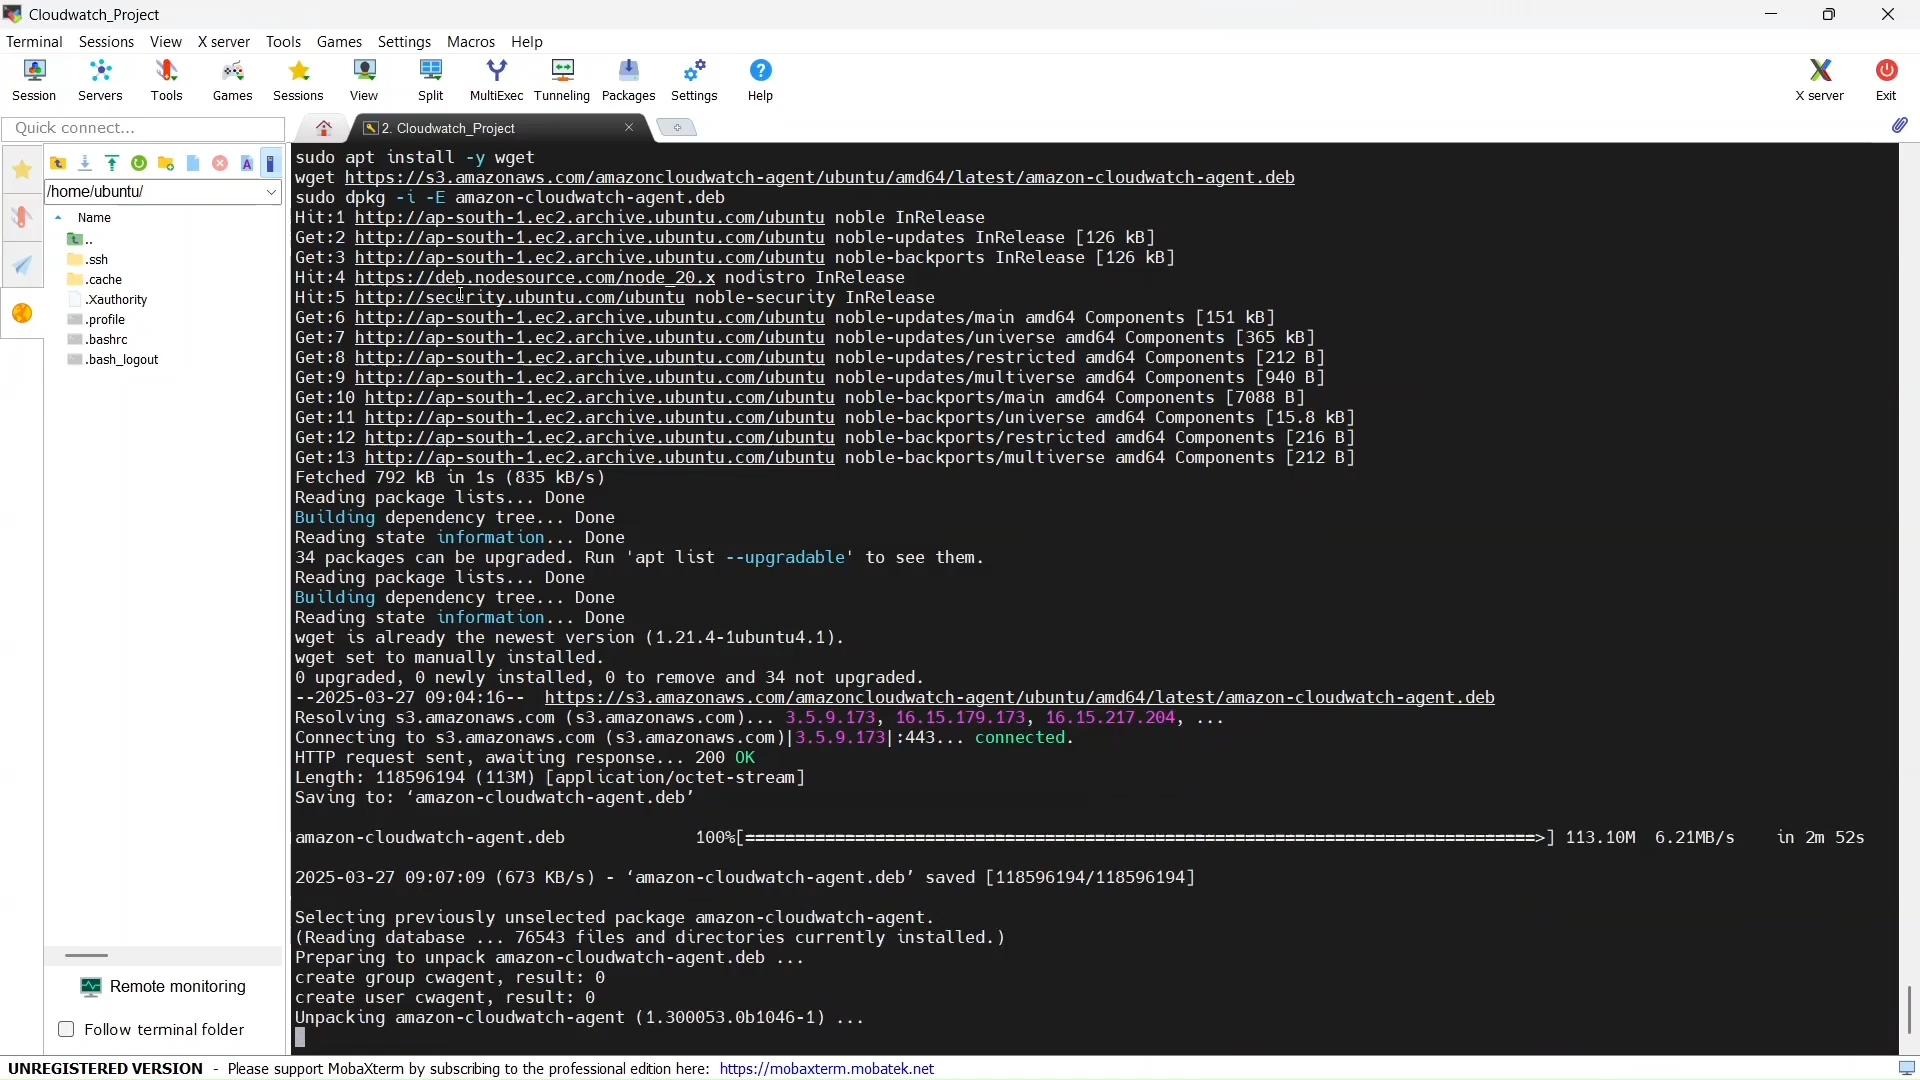 Cloudwatch_Project
Terminal Sessions View X server Tools Games Settings Macros Help
Session Servers Tools Games Sessions View Split MultiExec Tunneling Packages Settings Help X server Exit
Quick connect...
2. Cloudwatch_Project
/home/ubuntu/
Name
..
.ssh
.cache
.Xauthority
.profile
.bashrc
.bash_logout
Remote monitoring
Follow terminal folder
sudo apt install -y wget
wget https://s3.amazonaws.com/amazoncloudwatch-agent/ubuntu/amd64/latest/amazon-cloudwatch-agent.deb
sudo dpkg -i -E amazon-cloudwatch-agent.deb
Hit:1 http://ap-south-1.ec2.archive.ubuntu.com/ubuntu noble InRelease
Get:2 http://ap-south-1.ec2.archive.ubuntu.com/ubuntu noble-updates InRelease [126 kB]
Get:3 http://ap-south-1.ec2.archive.ubuntu.com/ubuntu noble-backports InRelease [126 kB]
Hit:4 https://deb.nodesource.com/node_20.x nodistro InRelease
Hit:5 http://security.ubuntu.com/ubuntu noble-security InRelease
Get:6 http://ap-south-1.ec2.archive.ubuntu.com/ubuntu noble-updates/main amd64 Components [151 kB]
Get:7 http://ap-south-1.ec2.archive.ubuntu.com/ubuntu noble-updates/universe amd64 Components [365 kB]
Get:8 http://ap-south-1.ec2.archive.ubuntu.com/ubuntu noble-updates/restricted amd64 Components [212 B]
Get:9 http://ap-south-1.ec2.archive.ubuntu.com/ubuntu noble-updates/multiverse amd64 Components [940 B]
Get:10 http://ap-south-1.ec2.archive.ubuntu.com/ubuntu noble-backports/main amd64 Components [7088 B]
Get:11 http://ap-south-1.ec2.archive.ubuntu.com/ubuntu noble-backports/universe amd64 Components [15.8 kB]
Get:12 http://ap-south-1.ec2.archive.ubuntu.com/ubuntu noble-backports/restricted amd64 Components [216 B]
Get:13 http://ap-south-1.ec2.archive.ubuntu.com/ubuntu noble-backports/multiverse amd64 Components [212 B]
Fetched 792 kB in 1s (835 kB/s)
Reading package lists... Done
Building dependency tree... Done
Reading state information... Done
34 packages can be upgraded. Run 'apt list --upgradable' to see them.
Reading package lists... Done
Building dependency tree... Done
Reading state information... Done
wget is already the newest version (1.21.4-1ubuntu4.1).
wget set to manually installed.
0 upgraded, 0 newly installed, 0 to remove and 34 not upgraded.
--2025-03-27 09:04:16-- https://s3.amazonaws.com/amazoncloudwatch-agent/ubuntu/amd64/latest/amazon-cloudwatch-agent.deb
Resolving s3.amazonaws.com (s3.amazonaws.com)... 3.5.9.173, 16.15.179.173, 16.15.217.204, ...
Connecting to s3.amazonaws.com (s3.amazonaws.com)|3.5.9.173|:443... connected.
HTTP request sent, awaiting response... 200 OK
Length: 118596194 (113M) [application/octet-stream]
Saving to: ‘amazon-cloudwatch-agent.deb’
amazon-cloudwatch-agent.deb 100%[===============================================================================>] 113.10M 6.21MB/s in 2m 52s
2025-03-27 09:07:09 (673 KB/s) - ‘amazon-cloudwatch-agent.deb’ saved [118596194/118596194]
Selecting previously unselected package amazon-cloudwatch-agent.
(Reading database ... 76543 files and directories currently installed.)
Preparing to unpack amazon-cloudwatch-agent.deb ...
create group cwagent, result: 0
create user cwagent, result: 0
Unpacking amazon-cloudwatch-agent (1.300053.0b1046-1) ...
UNREGISTERED VERSION - Please support MobaXterm by subscribing to the professional edition here: https://mobaxterm.mobatek.net